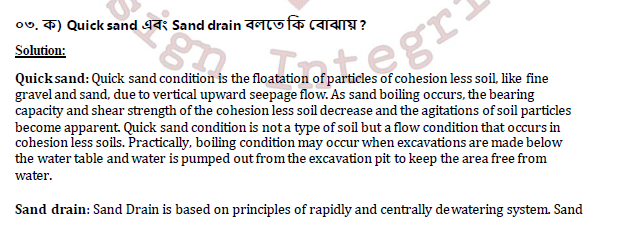 ০৩. ক) Quick sand এবং Sand drain বলতে কি বোঝায় ?
Solution:
Quick sand: Quick sand condition is the floatation of particles of cohesion less soil, like fine
gravel and sand, due to vertical upward seepage flow. As sand boiling occurs, the bearing
capacity and shear strength of the cohesion less soil decrease and the agitations of soil particles
become apparent. Quick sand condition is not a type of soil but a flow condition that occurs in
cohesion less soils. Practically, boiling condition may occur when excavations are made below
the water table and water is pumped out from the excavation pit to keep the area free from
water.
Sand drain: Sand Drain is based on principles of rapidly and centrally dewatering system. Sand